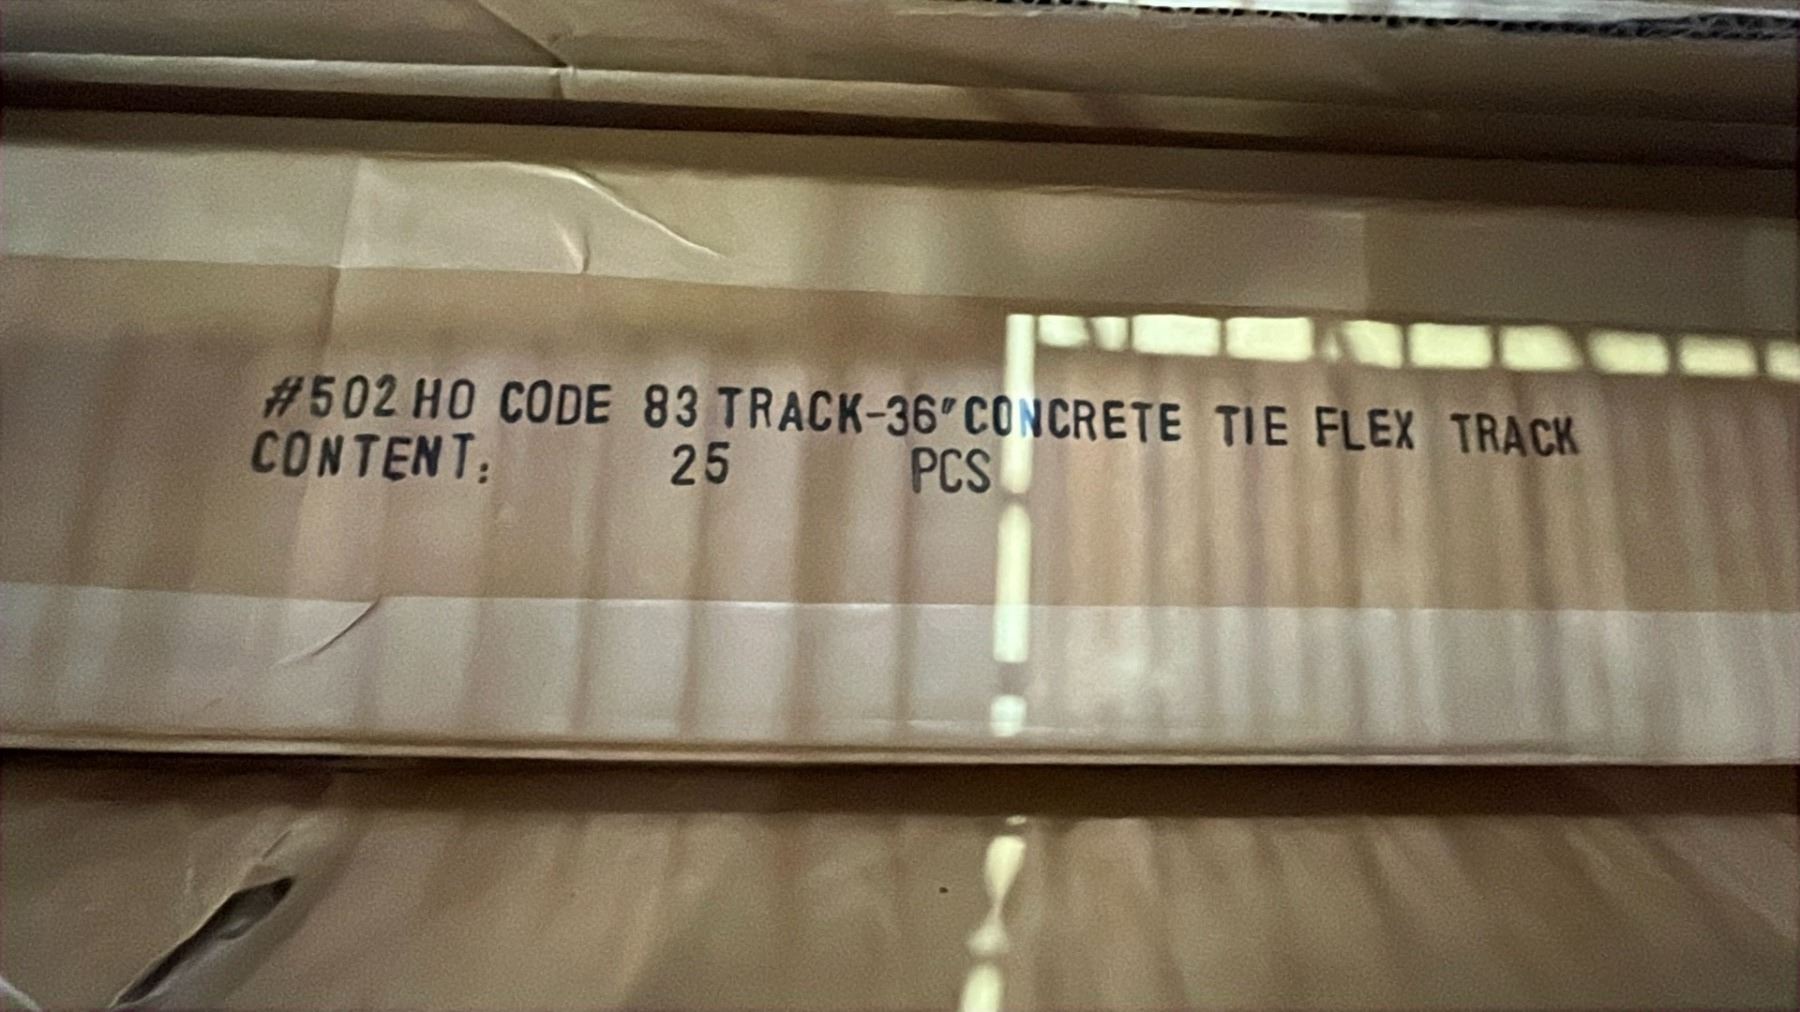 #502 HO CODE 83 TRACK-36" CONCRETE TIE FLEX TRACK
CONTENT: 25 PCS